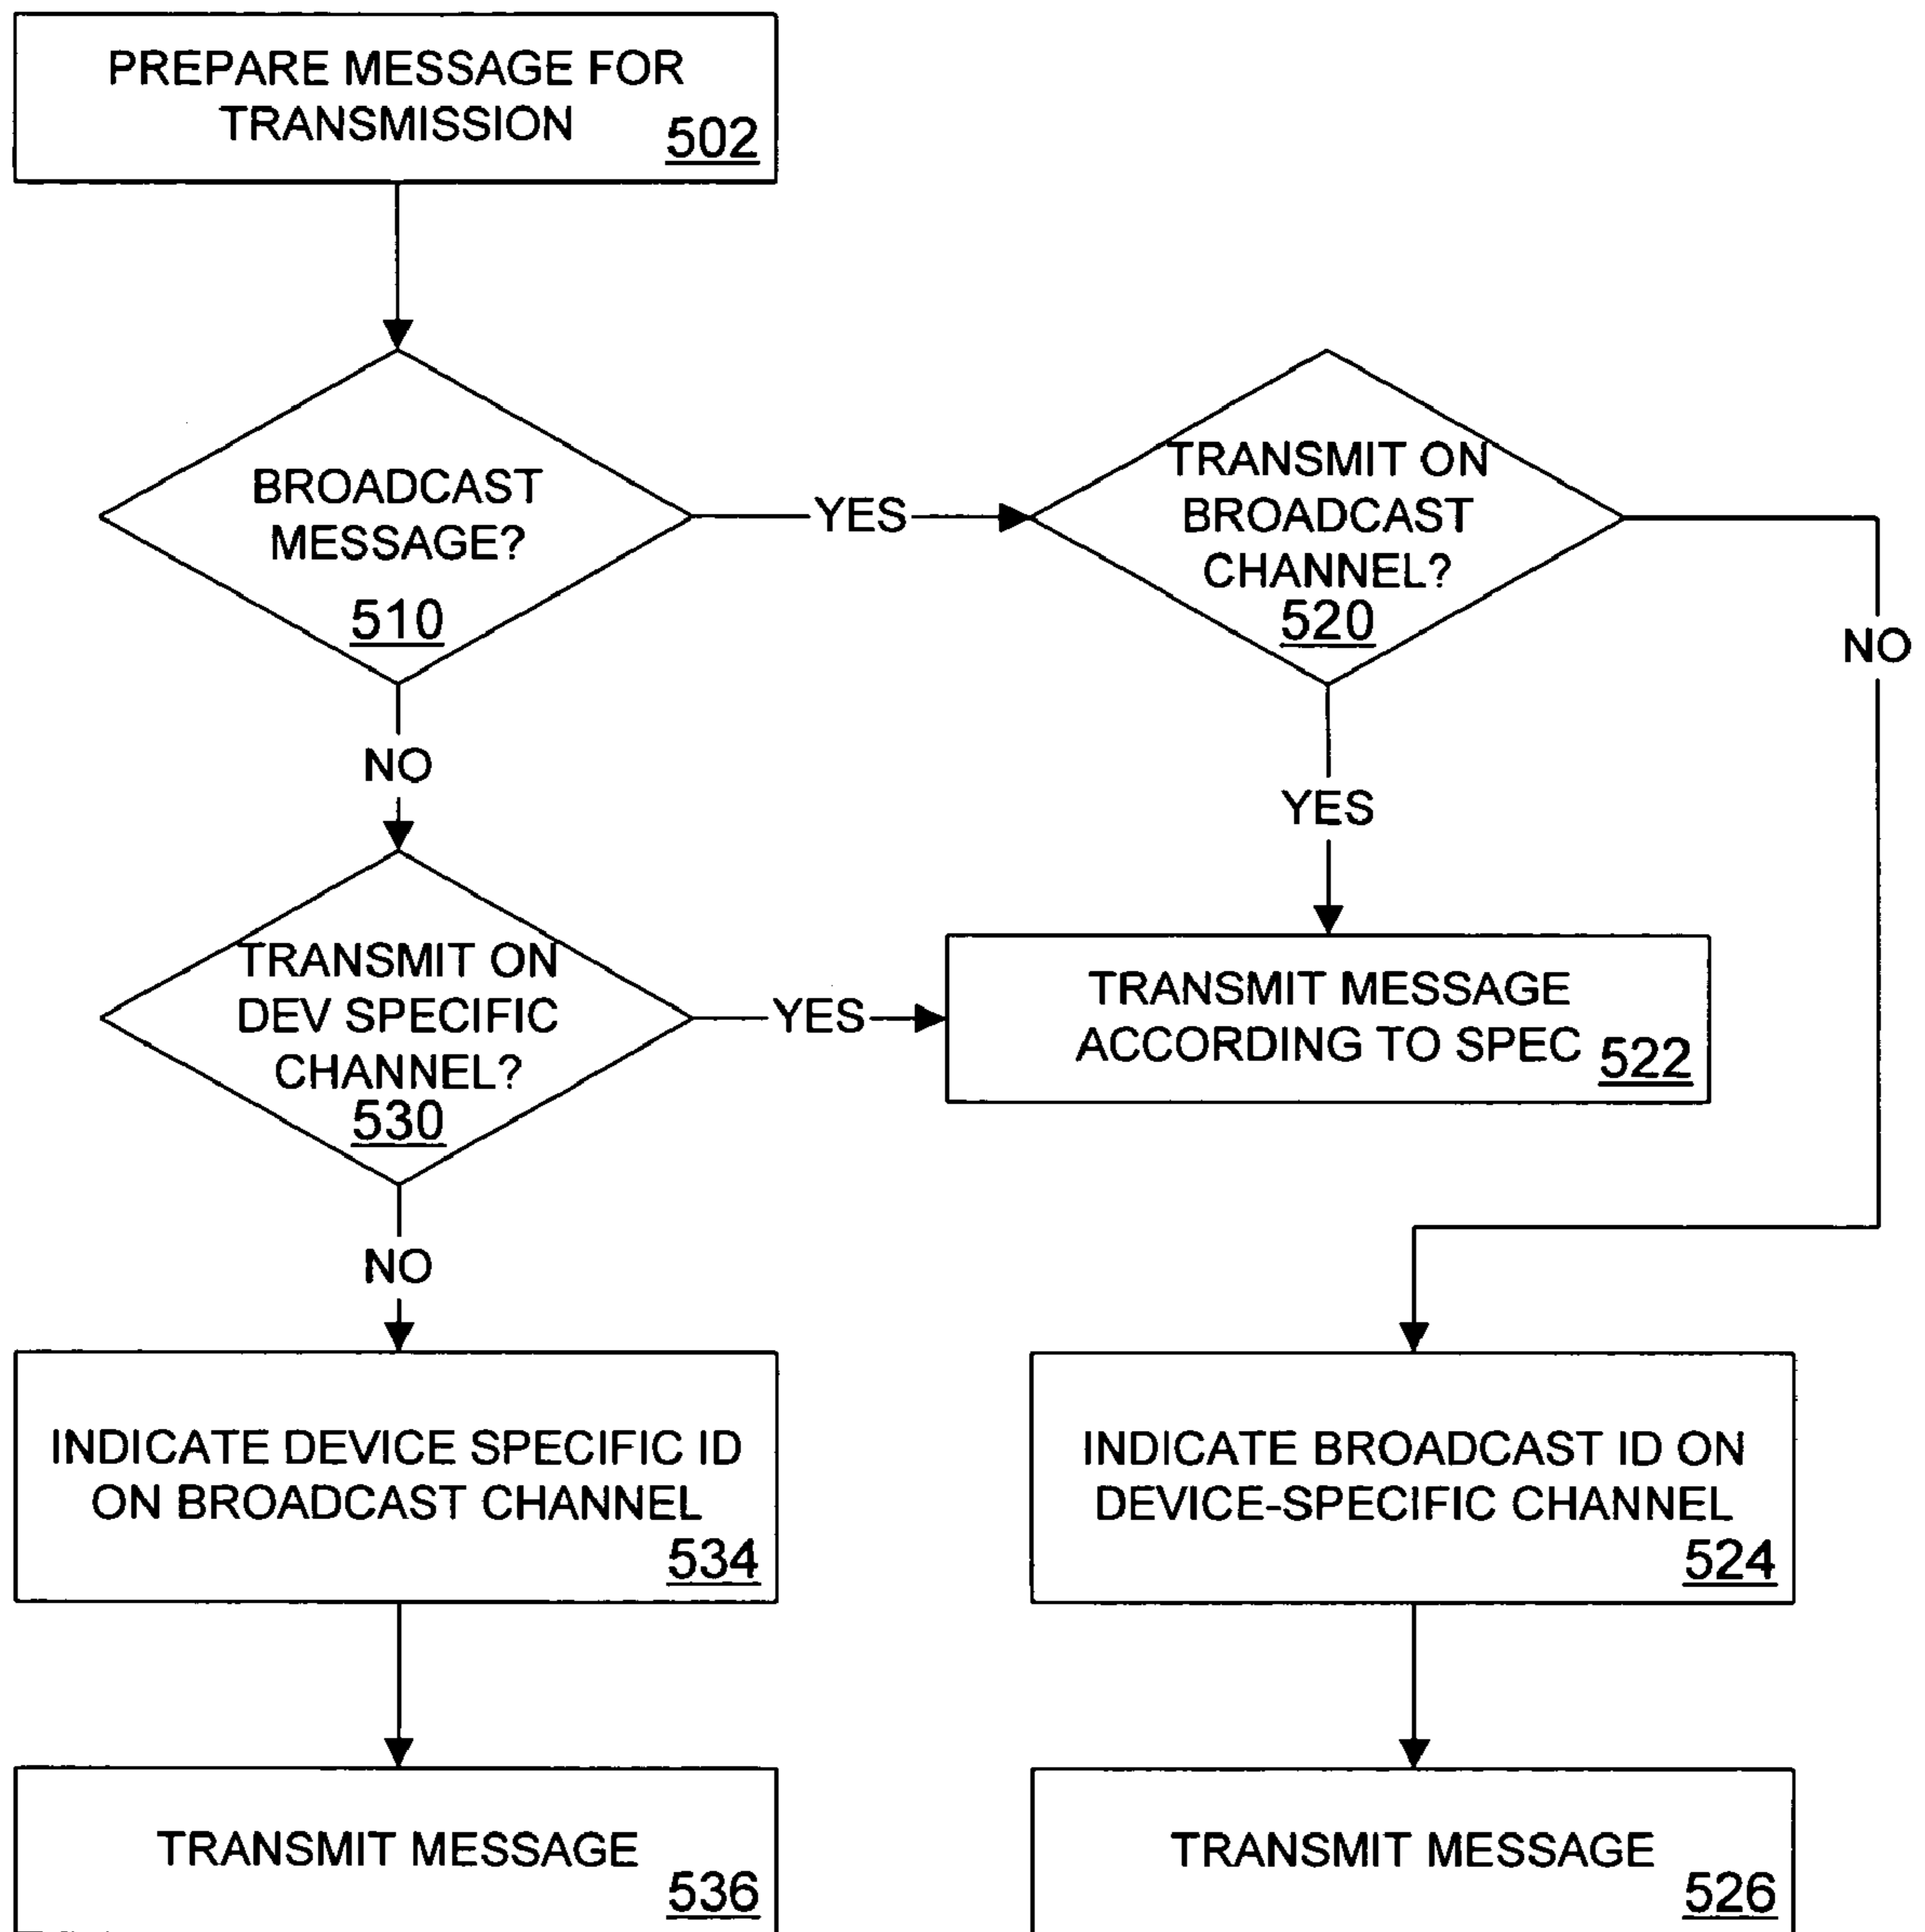 PREPARE MESSAGE FOR
TRANSMISSION
502
BROADCAST
MESSAGE?
510
YES
TRANSMIT ON
BROADCAST
CHANNEL?
520
NO
NO
YES
TRANSMIT ON
DEV SPECIFIC
CHANNEL?
530
YES
TRANSMIT MESSAGE
ACCORDING TO SPEC
522
NO
INDICATE DEVICE SPECIFIC ID
ON BROADCAST CHANNEL
534
INDICATE BROADCAST ID ON
DEVICE-SPECIFIC CHANNEL
524
TRANSMIT MESSAGE
536
TRANSMIT MESSAGE
526